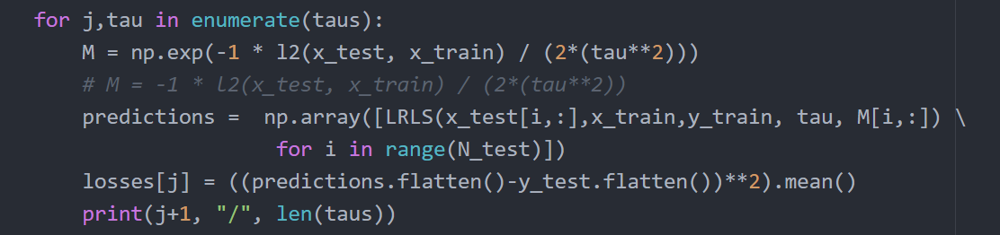 for j,tau in enumerate(taus):
M = np.exp(-1 * l2(x_test, x_train) / (2*(tau**2)))
# M = -1 * l2(x_test, x_train) / (2*(tau**2))
predictions =  np.array([LRLS(x_test[i,:],x_train,y_train, tau, M[i,:]) \
for i in range(N_test)])
losses[j] = ((predictions.flatten()-y_test.flatten())**2).mean()
print(j+1, "/", len(taus))